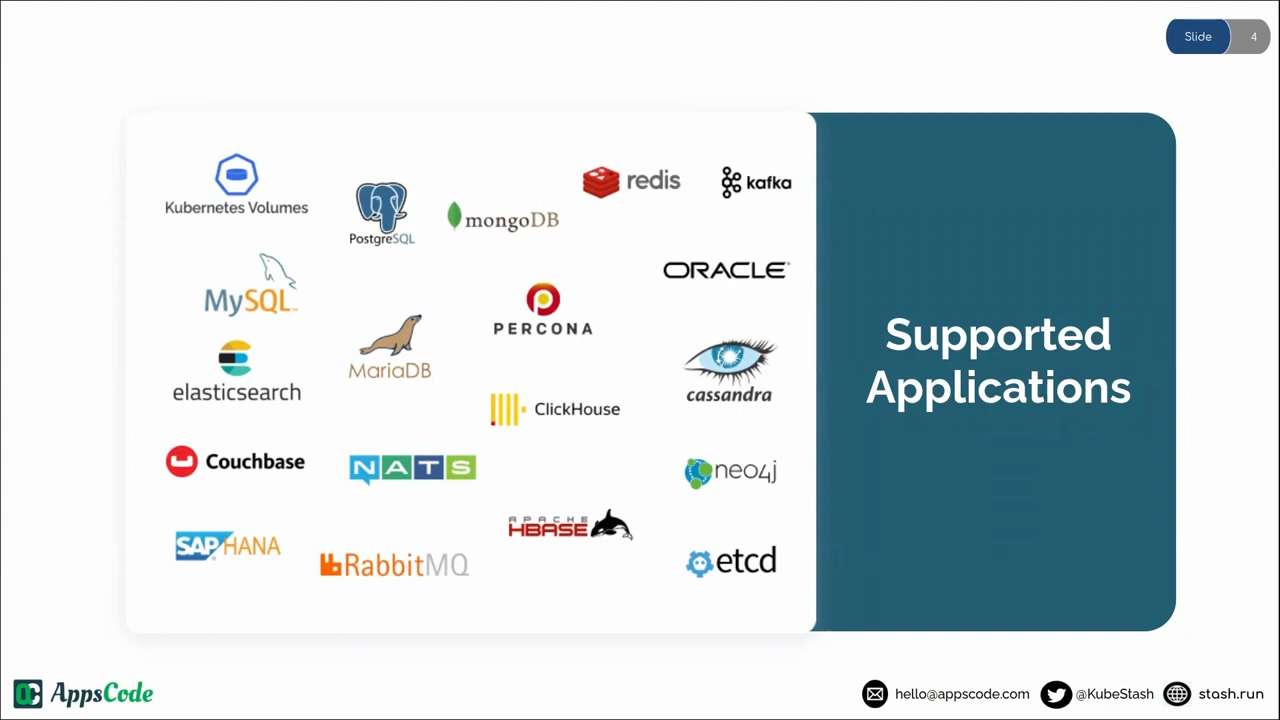 Slide 4
Kubernetes Volumes
PostgreSQL
mongoDB
redis
kafka
MySQL™
ORACLE®
PERCONA
MariaDB
elasticsearch
cassandra
ClickHouse
Couchbase
NATS
neo4j
APACHE
HBASE
SAP HANA
RabbitMQ
etcd
Supported
Applications
AppsCode
hello@appscode.com @KubeStash stash.run